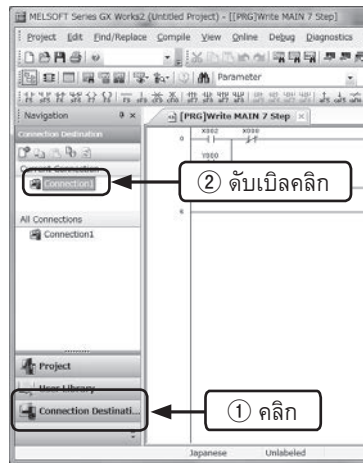 MELSOFT Series GX Works2 (Untitled Project) - [[PRG]Write MAIN 7 Step]
Project Edit Find/Replace Compile View Online Debug Diagnostics
Parameter
Navigation
[PRG]Write MAIN 7 Step
Connection Destination
X002 X000
0
Y000
Current Connection
Connection1
② ดับเบิลคลิก
6
All Connections
Connection1
Project
User Library
Connection Destinati...
① คลิก
Japanese Unlabeled